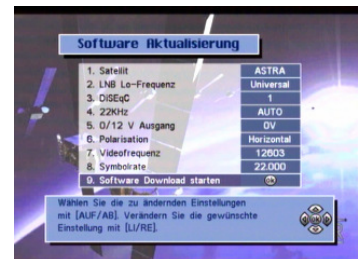 Software Aktualisierung
1. Satellit ASTRA
2. LNB Lo-Frequenz Universal
3. DiSEqC 1
4. 22KHz AUTO
5. 0/12 V Ausgang 0V
6. Polarisation Horizontal
7. Videofrequenz 12603
8. Symbolrate 22.000
9. Software Download starten OK
Wählen Sie die zu ändernden Einstellungen
mit [AUF/AB]. Verändern Sie die gewünschte
Einstellung mit [LI/RE].
OK